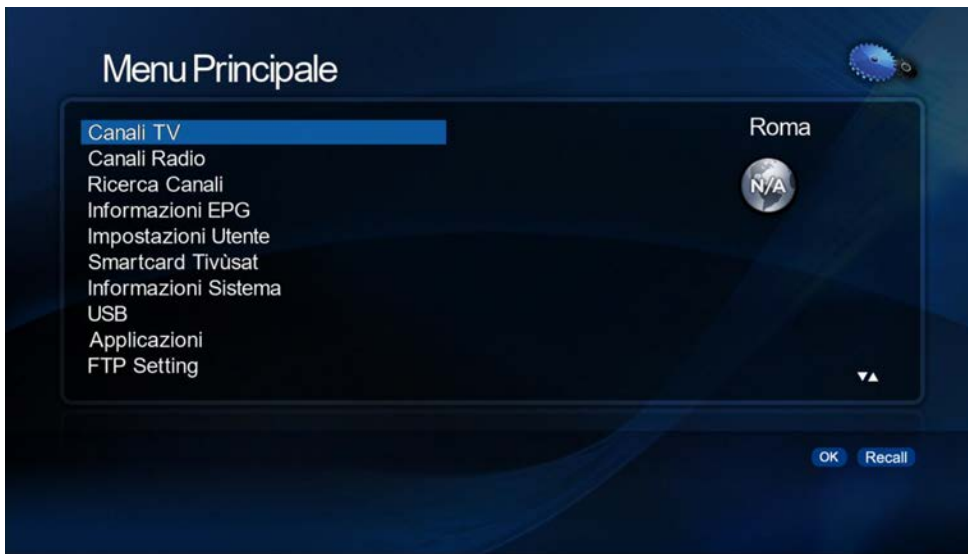 Menu Principale
Canali TV
Roma
Canali Radio
N/A
Ricerca Canali
Informazioni EPG
Impostazioni Utente
Smartcard Tivùsat
Informazioni Sistema
USB
Applicazioni
FTP Setting
OK Recall